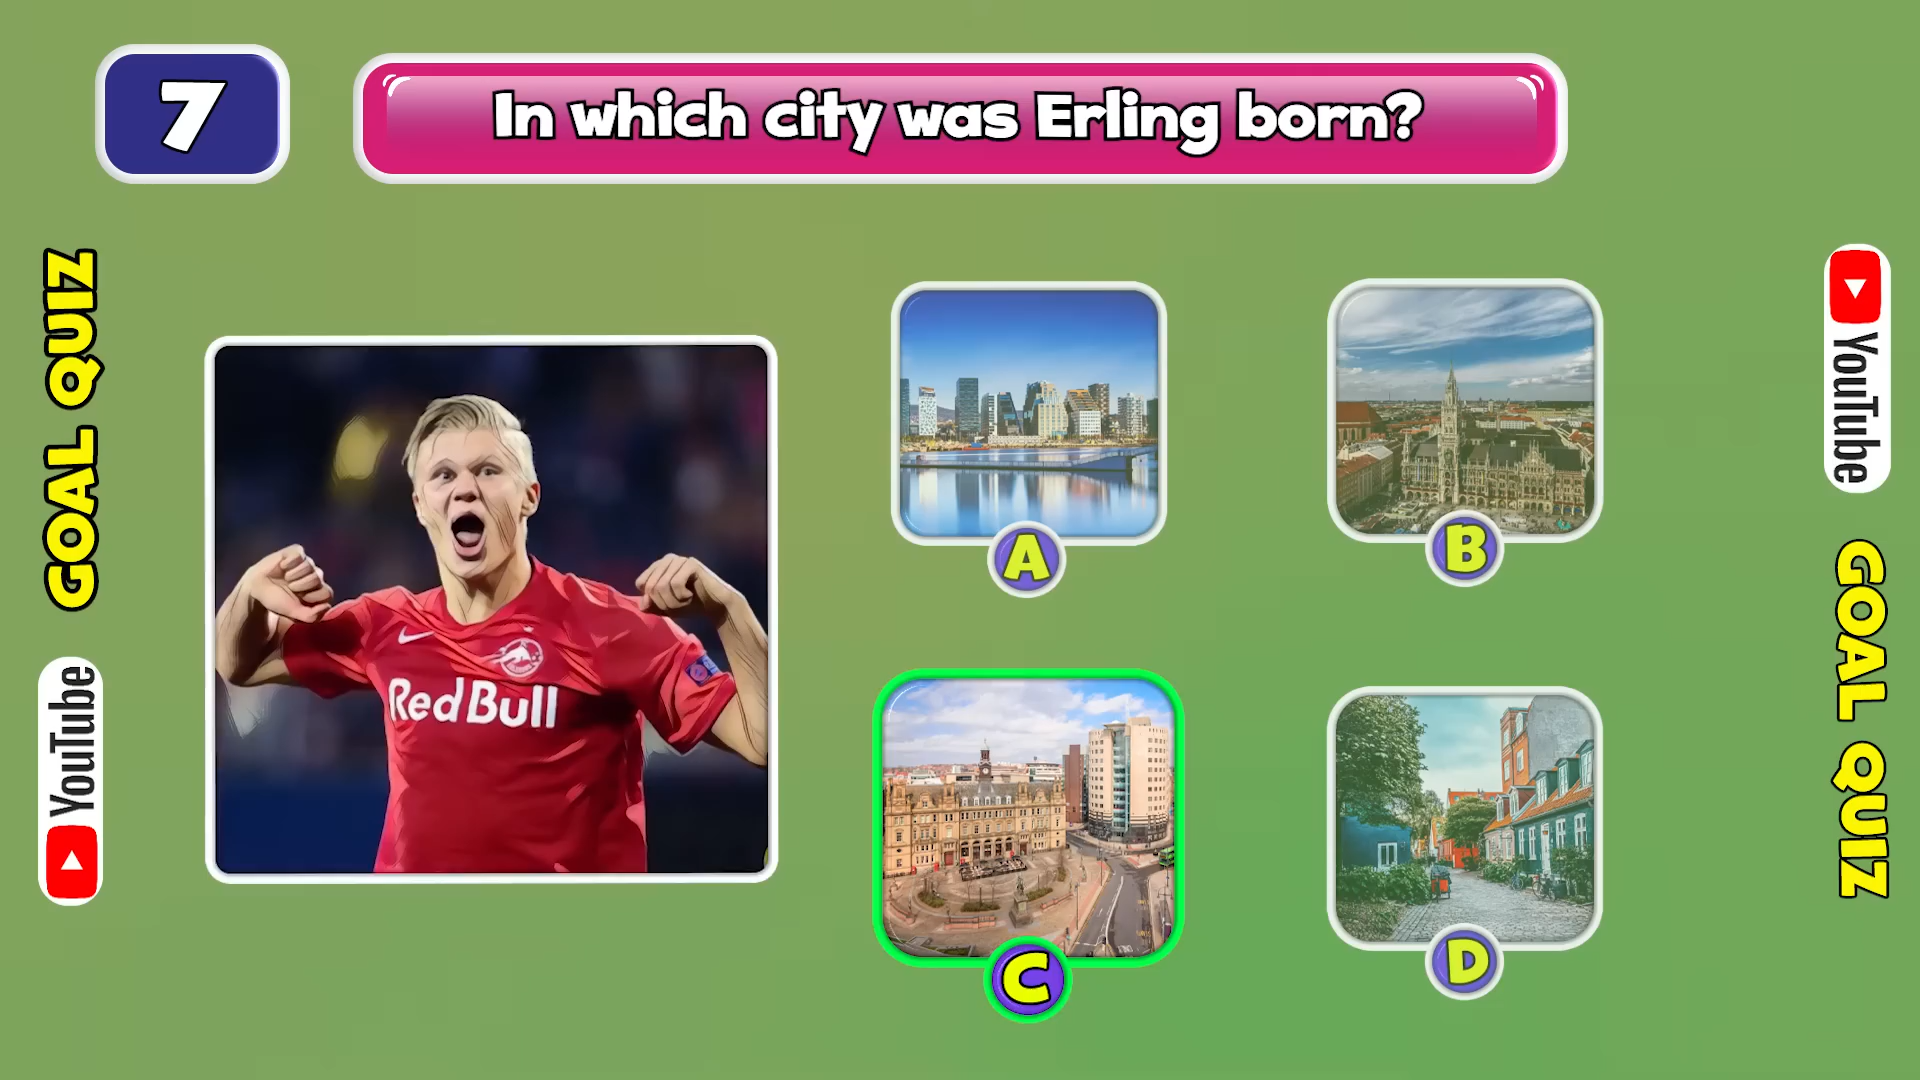 7
In which city was Erling born?
GOAL QUIZ
YouTube
RedBull
A
B
C
D
YouTube
GOAL QUIZ